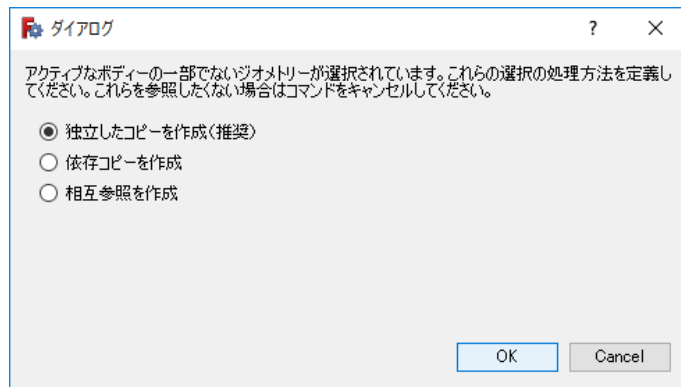 ダイアログ
?
アクティブなボディーの一部でないジオメトリーが選択されています。これらの選択の処理方法を定義し
てください。これらを参照したくない場合はコマンドをキャンセルしてください。
独立したコピーを作成(推奨)
依存コピーを作成
相互参照を作成
OK
Cancel